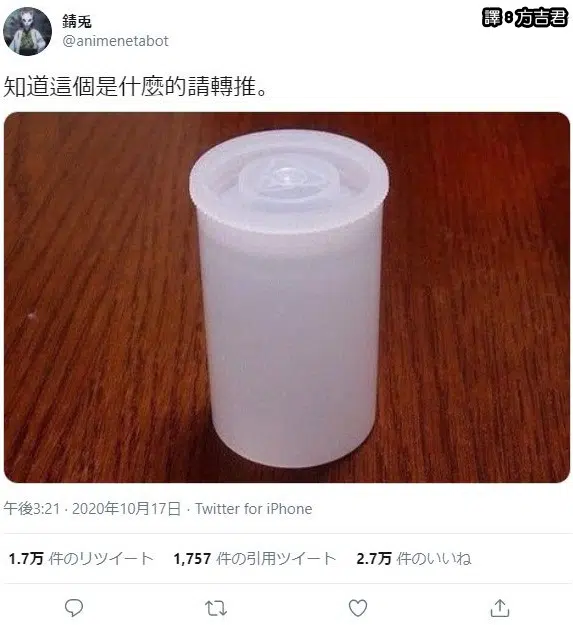 錆兎
@animenetabot
譯:方吉君
知道這個是什麼的請轉推。
午後3:21 · 2020年10月17日 · Twitter for iPhone
1.7万 件のリツイート 1,757 件の引用ツイート 2.7万 件のいいね